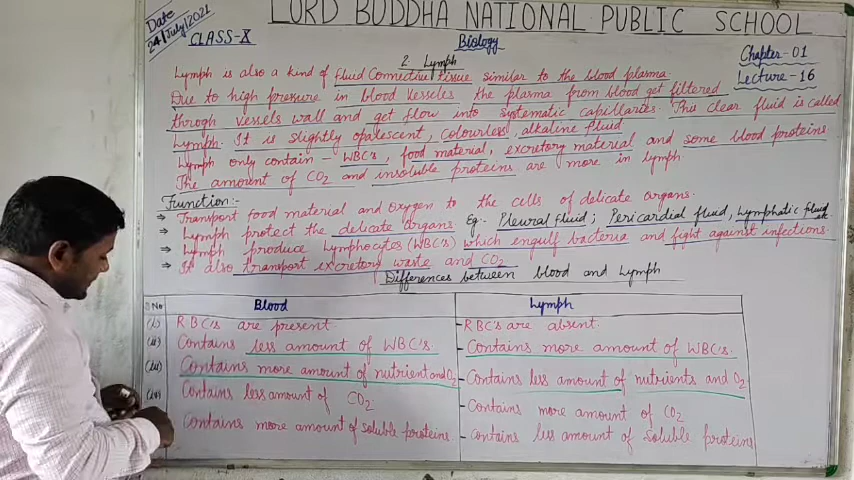 LORD BUDDHA NATIONAL PUBLIC SCHOOL
Date
24/July/2021
CLASS-X
Biology
Chapter-01
Lecture-16
2. Lymph
Lymph is also a kind of fluid Connective tissue similar to the blood plasma.
Due to high pressure in blood vesseles the plasma from blood get filtered
throgh vessels wall and get flow into systematic capillaries. This clear fluid is called
Lymph. It is slightly opalescent, colourless, alkaline fluid
Lymph only contain - WBC's, food material, excretory material and some blood proteins
The amount of CO2 and insoluble proteins are more in lymph
Function:-
⇒ Transport food material and oxygen to the cells of delicate organs.
⇒ Lymph protect the delicate organs Eg:- Pleural fluid; Pericardial fluid, Lymphatic fluid etc
⇒ Lymph produce Lymphocytes (WBC's) which engulf bacteria and fight against infections.
⇒ It also transport excretory waste and CO2
Differences between blood and Lymph
S.No Blood Lymph
(i) RBC's are present - RBC's are absent.
(ii) Contains less amount of WBC's. - Contains more amount of WBC's.
(iii) Contains more amount of nutrient and O2 - Contains less amount of nutrients and O2
(iv) Contains less amount of CO2 - Contains more amount of CO2
Contains more amount of soluble proteins - Contains less amount of Soluble proteins